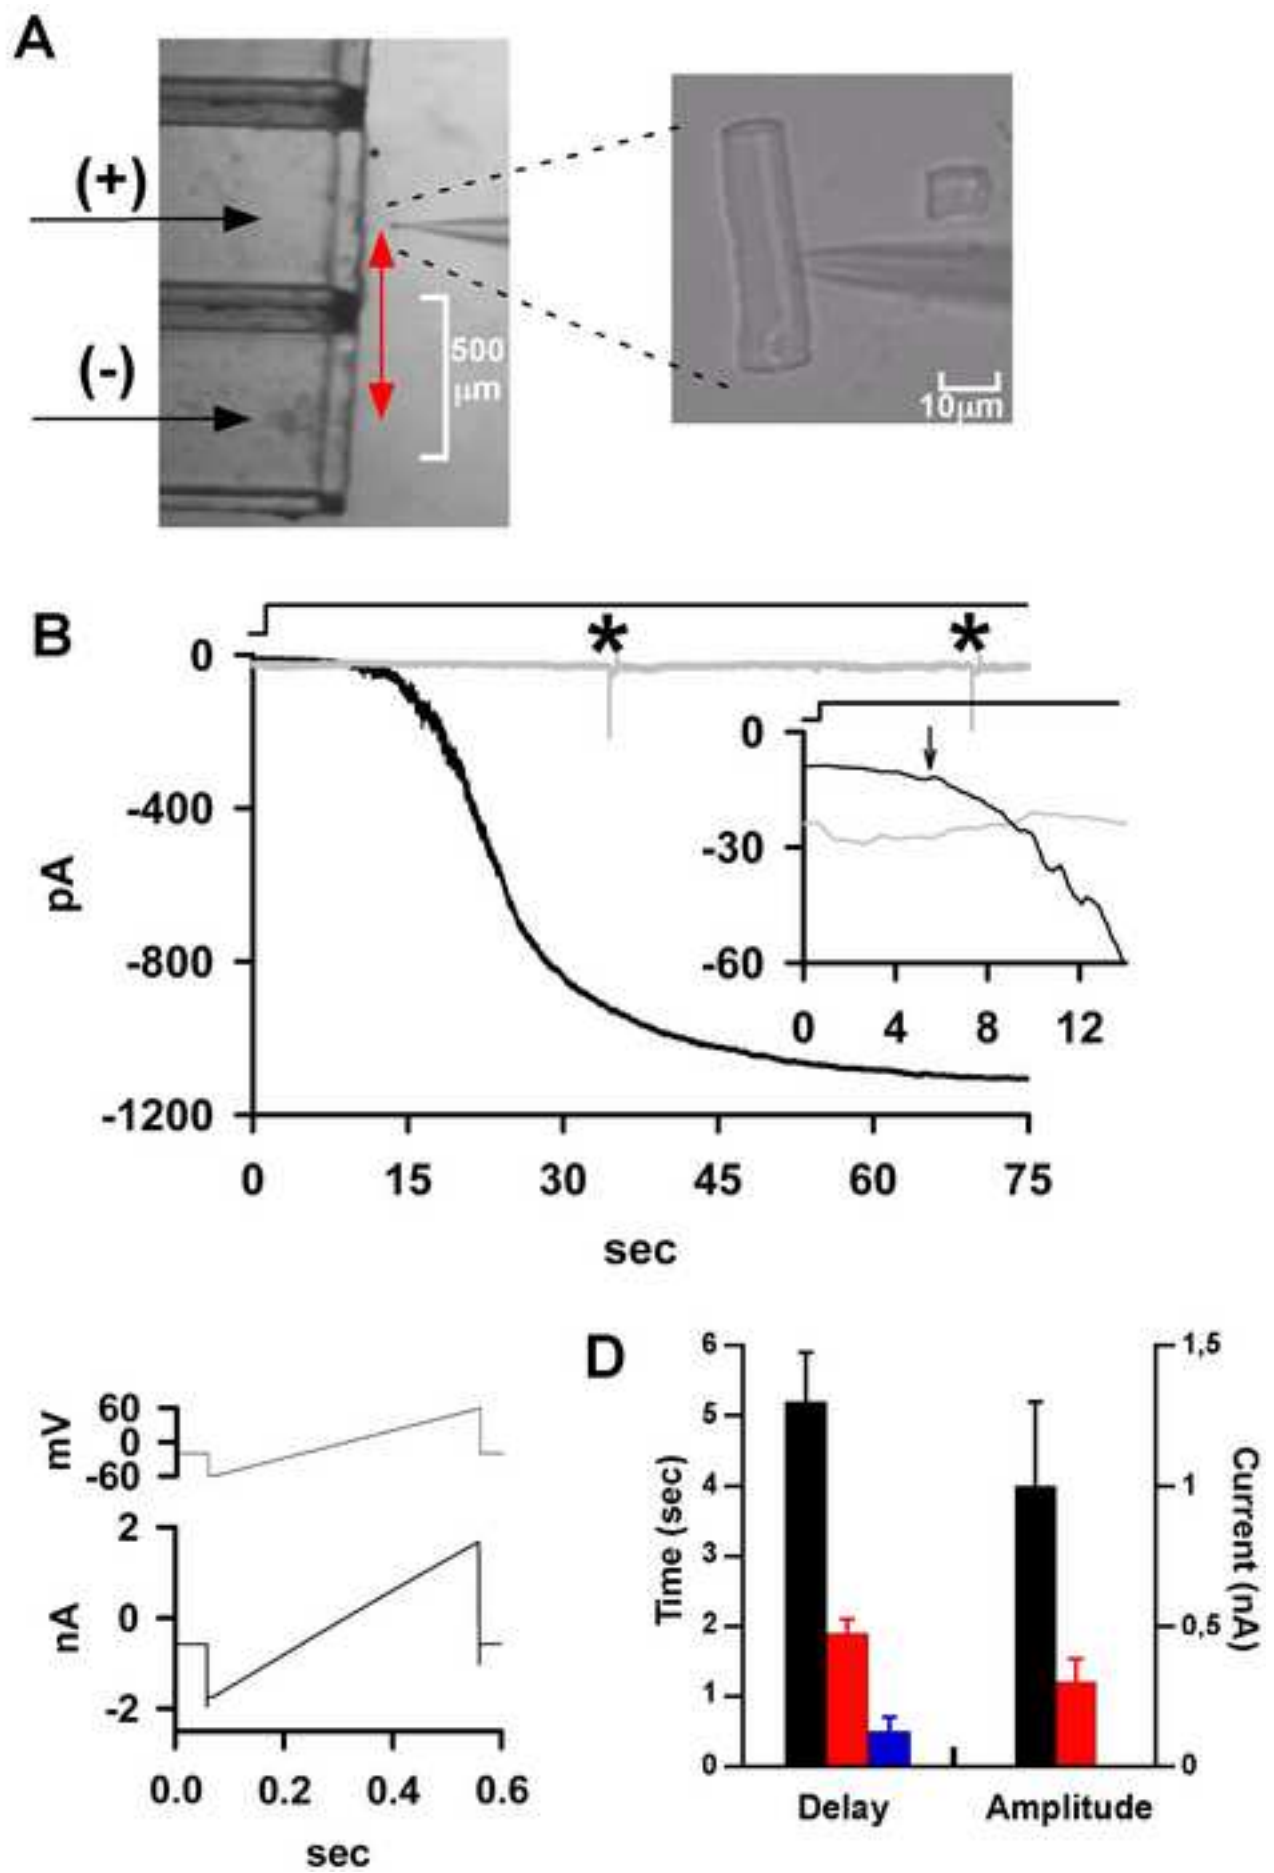 A
(+)
(-)
500
μm
10μm
B
*
*
0
-400
-800
-1200
pA
0
-30
-60
0 4 8 12
0 15 30 45 60 75
sec
60
0
-60
mV
2
0
-2
nA
0.0 0.2 0.4 0.6
sec
D
6
5
4
3
2
1
0
Time (sec)
1,5
1
0,5
0
Current (nA)
Delay Amplitude